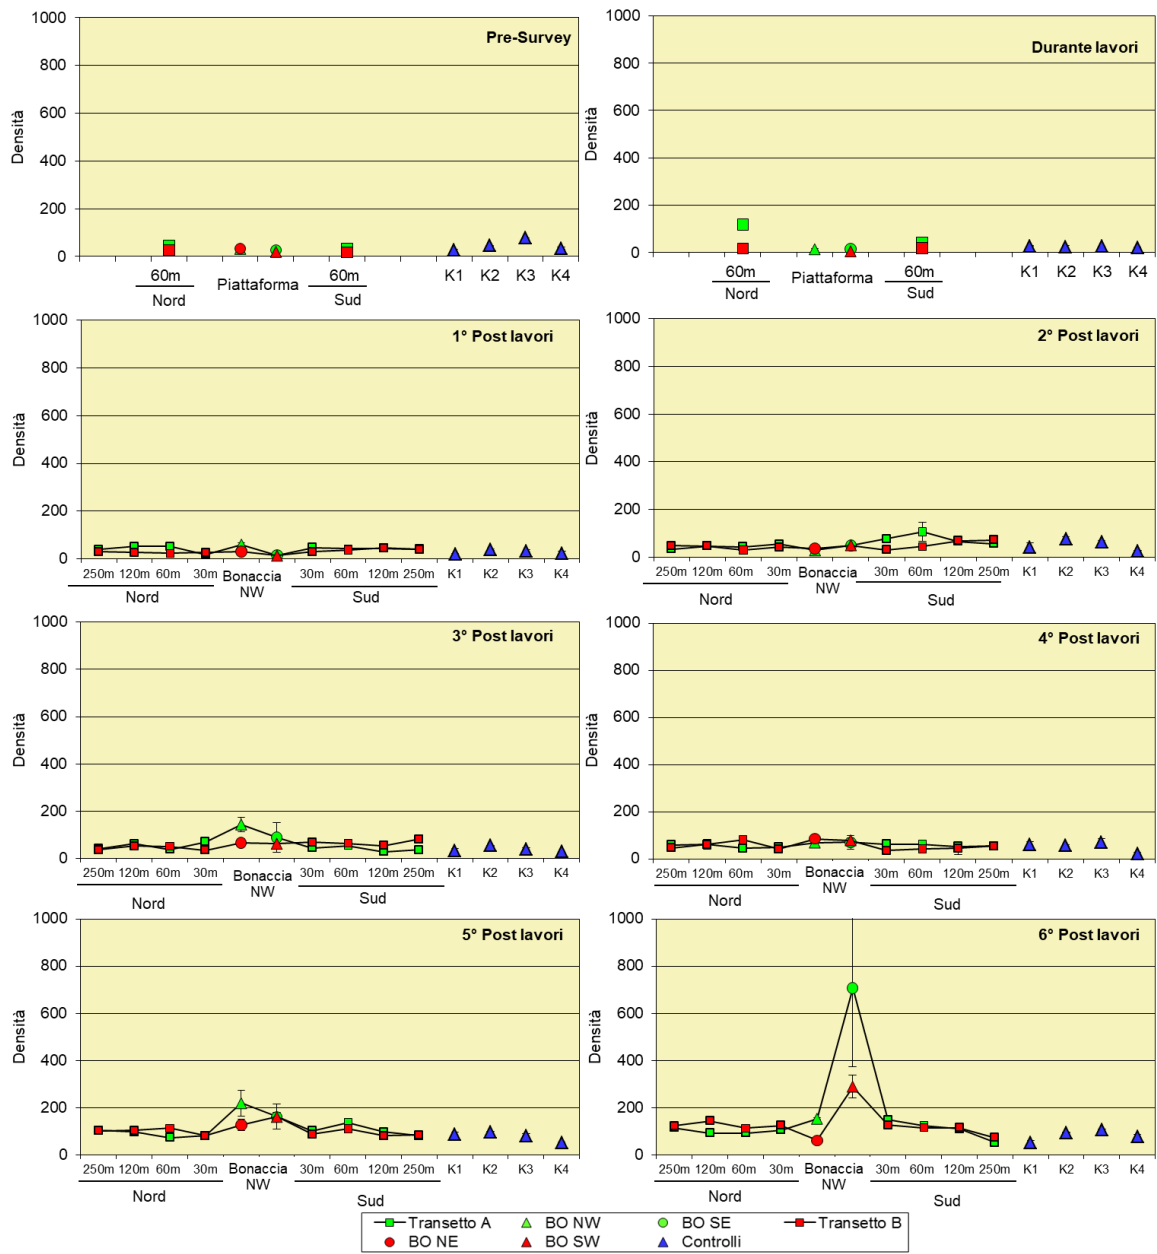 Pre-Survey
Densità
1000
800
600
400
200
0
60m
Piattaforma
60m
K1 K2 K3 K4
Nord
Sud
Durante lavori
Densità
1000
800
600
400
200
0
60m
Piattaforma
60m
K1 K2 K3 K4
Nord
Sud
1° Post lavori
Densità
1000
800
600
400
200
0
250m 120m 60m 30m Bonaccia NW 30m 60m 120m 250m K1 K2 K3 K4
Nord
Sud
2° Post lavori
Densità
1000
800
600
400
200
0
250m 120m 60m 30m Bonaccia NW 30m 60m 120m 250m K1 K2 K3 K4
Nord
Sud
3° Post lavori
Densità
1000
800
600
400
200
0
250m 120m 60m 30m Bonaccia NW 30m 60m 120m 250m K1 K2 K3 K4
Nord
Sud
4° Post lavori
Densità
1000
800
600
400
200
0
250m 120m 60m 30m Bonaccia NW 30m 60m 120m 250m K1 K2 K3 K4
Nord
Sud
5° Post lavori
Densità
1000
800
600
400
200
0
250m 120m 60m 30m Bonaccia NW 30m 60m 120m 250m K1 K2 K3 K4
Nord
Sud
6° Post lavori
Densità
1000
800
600
400
200
0
250m 120m 60m 30m Bonaccia NW 30m 60m 120m 250m K1 K2 K3 K4
Nord
Sud
Transetto A BO NW BO SE Transetto B
BO NE BO SW Controlli